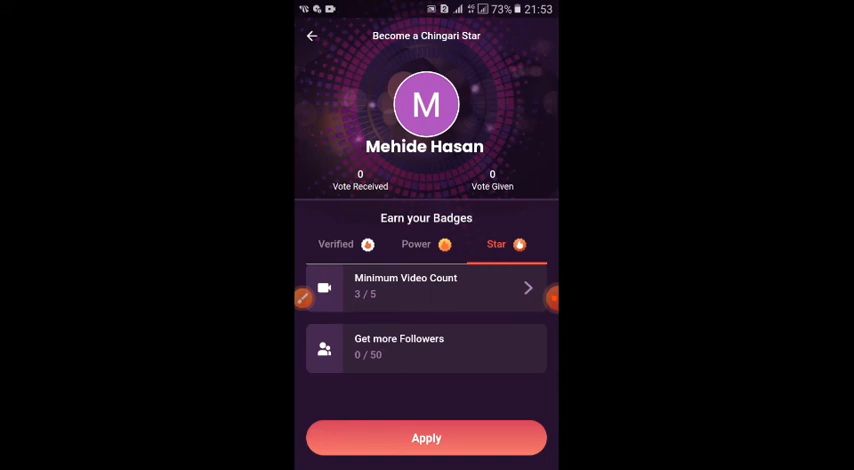 73% 21:53
Become a Chingari Star
M
Mehide Hasan
0 0
Vote Received Vote Given
Earn your Badges
Verified Power Star
Minimum Video Count
3 / 5
Get more Followers
0 / 50
Apply